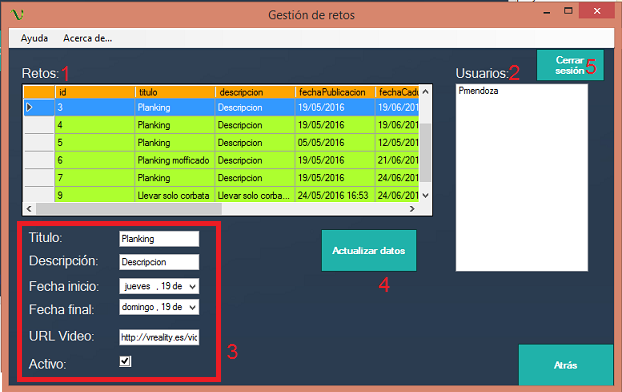 Gestión de retos
Ayuda Acerca de...
Cerrar sesión 5
Retos: 1
Usuarios: 2
id titulo descripcion fechaPublicacion fechaCadu
3 Planking Descripcion 19/05/2016 19/06/201
4 Planking Descripcion 19/05/2016 19/06/201
5 Planking Descripcion 05/05/2016 12/05/201
6 Planking mofficado Descripcion 19/05/2016 21/06/201
7 Planking Descripcion 19/05/2016 24/06/201
9 Llevar solo corbata Llevar solo corba... 24/05/2016 16:53 24/06/201
Pmendoza
Titulo: Planking
Descripción: Descripcion
Fecha inicio: jueves , 19 de
Fecha final: domingo , 19 de
URL Video: http://vreality.es/vic
Activo:
3
Actualizar datos
4
Atrás